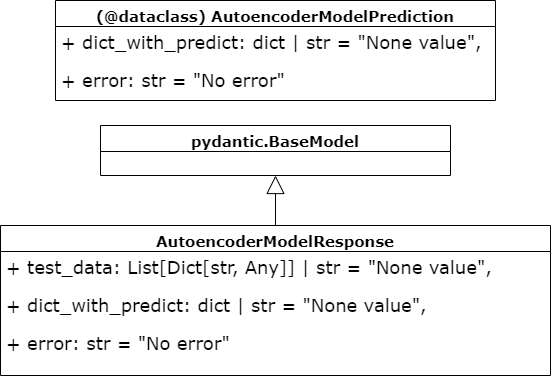 (@dataclass) AutoencoderModelPrediction
+ dict_with_predict: dict | str = "None value",
+ error: str = "No error"
pydantic.BaseModel
AutoencoderModelResponse
+ test_data: List[Dict[str, Any]] | str = "None value",
+ dict_with_predict: dict | str = "None value",
+ error: str = "No error"